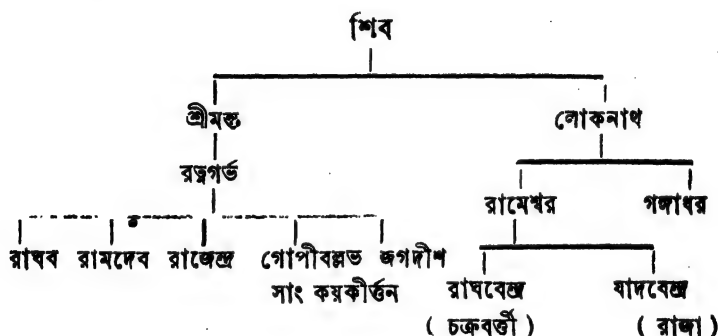 শিব
শ্রীমন্ত লোকনাথ
রত্নগর্ভ
রামেশ্বর গঙ্গাধর
রাঘব রামদেব রাজেন্দ্র গোপীবল্লভ জগদীশ
সাং কয়কীর্ত্তন রাঘবেন্দ্র যাদবেন্দ্র
( চক্রবর্ত্তী ) ( রাজা )